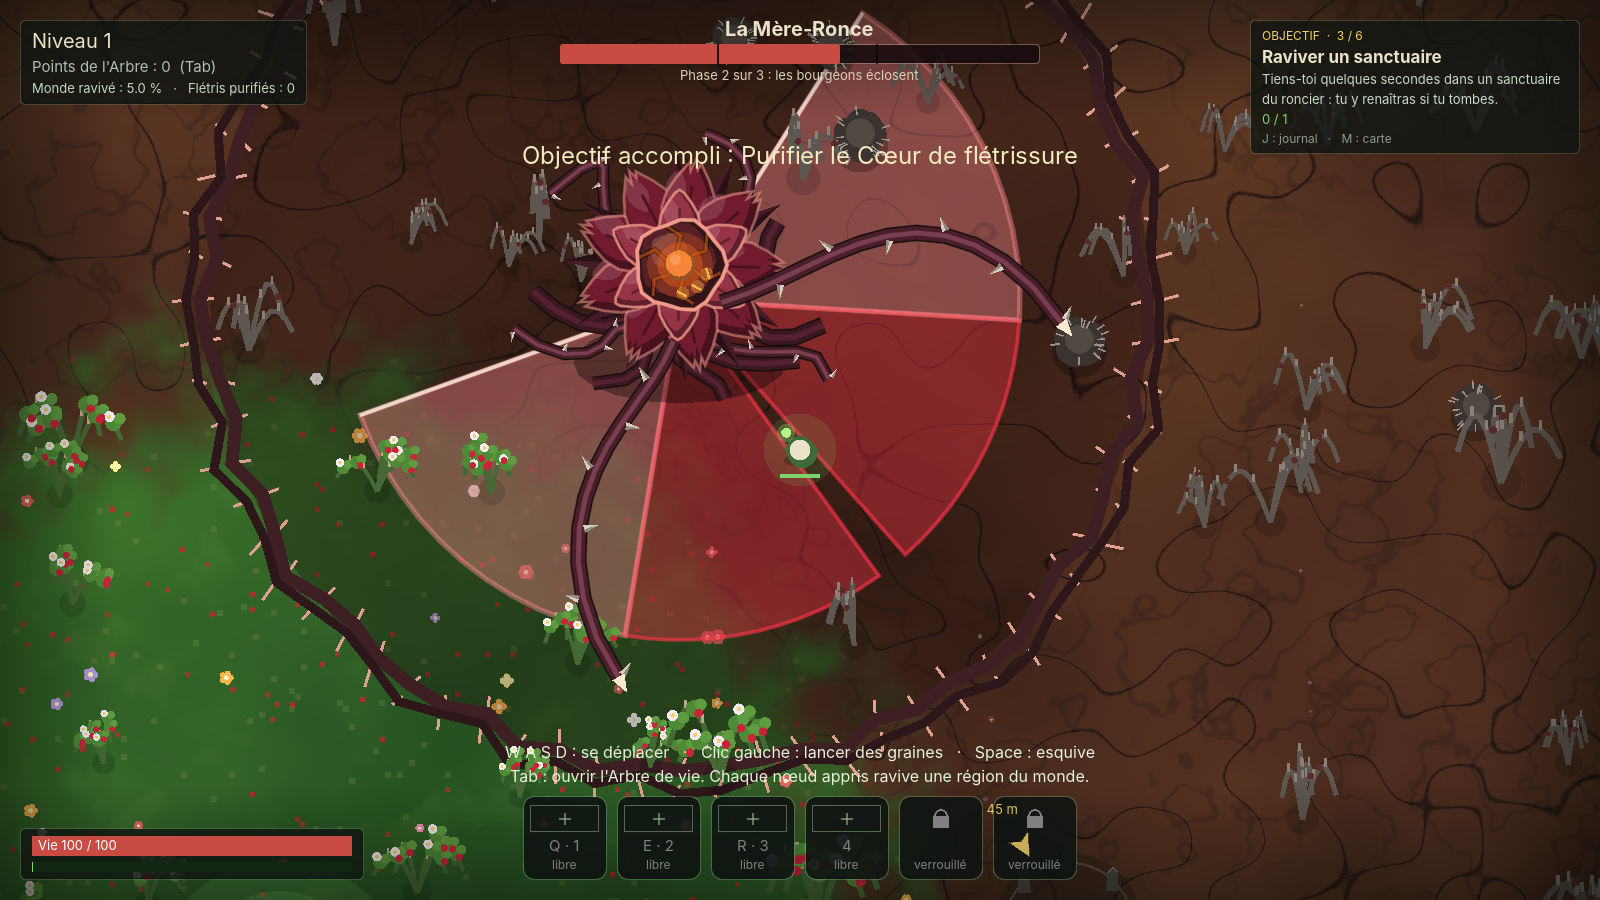 Niveau 1
Points de l'Arbre : 0 (Tab)
Monde ravivé : 5.0 % · Flétris purifiés : 0
La Mère-Ronce
Phase 2 sur 3 : les bourgeons éclosent
OBJECTIF · 3 / 6
Raviver un sanctuaire
Tiens-toi quelques secondes dans un sanctuaire
du roncier : tu y renaîtras si tu tombes.
0 / 1
J : journal · M : carte
Objectif accompli : Purifier le Cœur de flétrissure
W A S D : se déplacer · Clic gauche : lancer des graines · Space : esquive
Tab : ouvrir l'Arbre de vie. Chaque nœud appris ravive une région du monde.
45 m
Q · 1
E · 2
R · 3
4
libre
libre
libre
libre
verrouillé
verrouillé
Vie 100 / 100